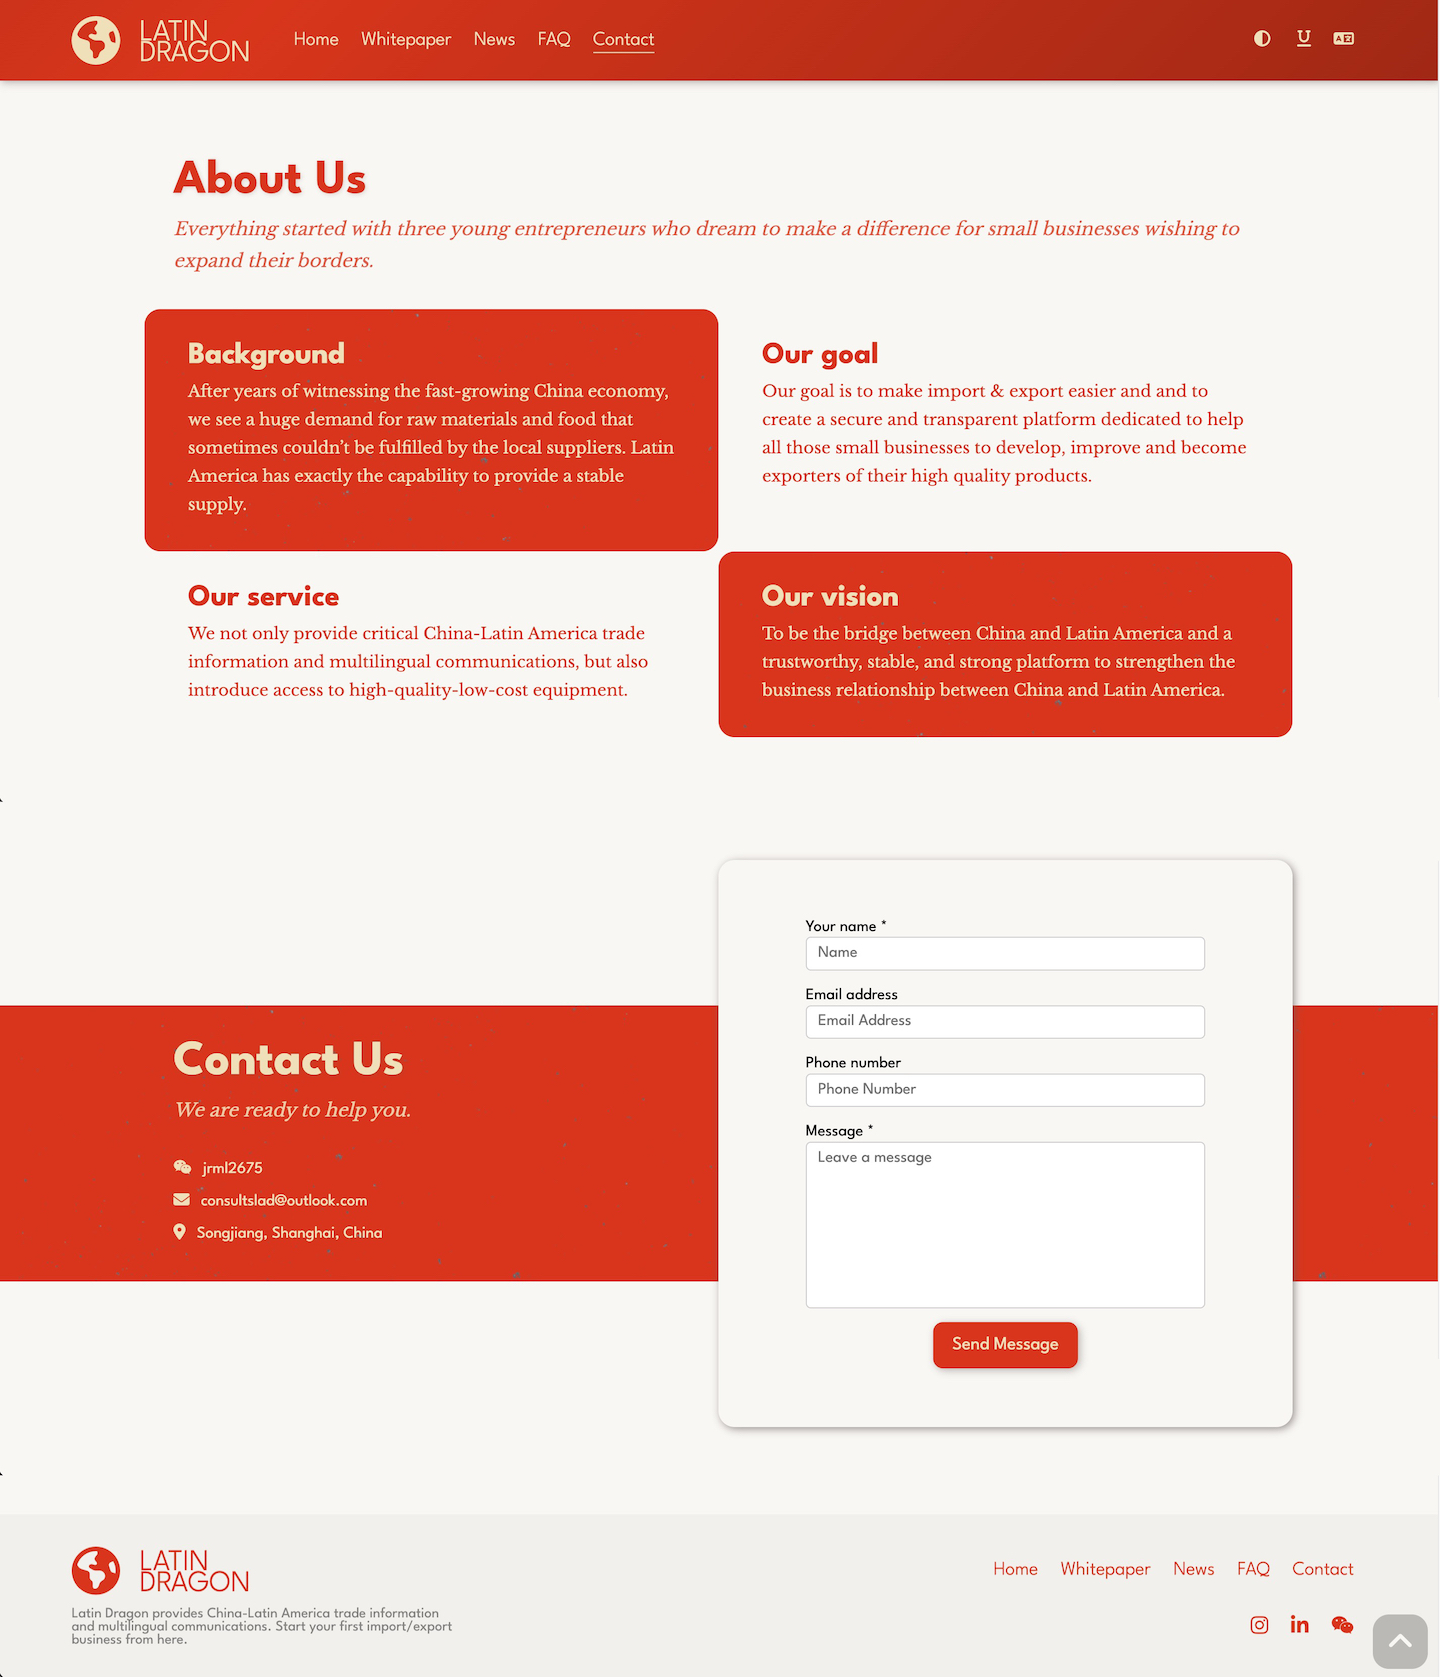 LATIN
DRAGON
Home Whitepaper News FAQ Contact
U
A文
About Us
Everything started with three young entrepreneurs who dream to make a difference for small businesses wishing to
expand their borders.
Background
After years of witnessing the fast-growing China economy,
we see a huge demand for raw materials and food that
sometimes couldn't be fulfilled by the local suppliers. Latin
America has exactly the capability to provide a stable
supply.
Our goal
Our goal is to make import & export easier and and to
create a secure and transparent platform dedicated to help
all those small businesses to develop, improve and become
exporters of their high quality products.
Our service
We not only provide critical China-Latin America trade
information and multilingual communications, but also
introduce access to high-quality-low-cost equipment.
Our vision
To be the bridge between China and Latin America and a
trustworthy, stable, and strong platform to strengthen the
business relationship between China and Latin America.
Contact Us
We are ready to help you.
jrml2675
consultslad@outlook.com
Songjiang, Shanghai, China
Your name *
Name
Email address
Email Address
Phone number
Phone Number
Message *
Leave a message
Send Message
LATIN
DRAGON
Latin Dragon provides China-Latin America trade information
and multilingual communications. Start your first import/export
business from here.
Home Whitepaper News FAQ Contact
in